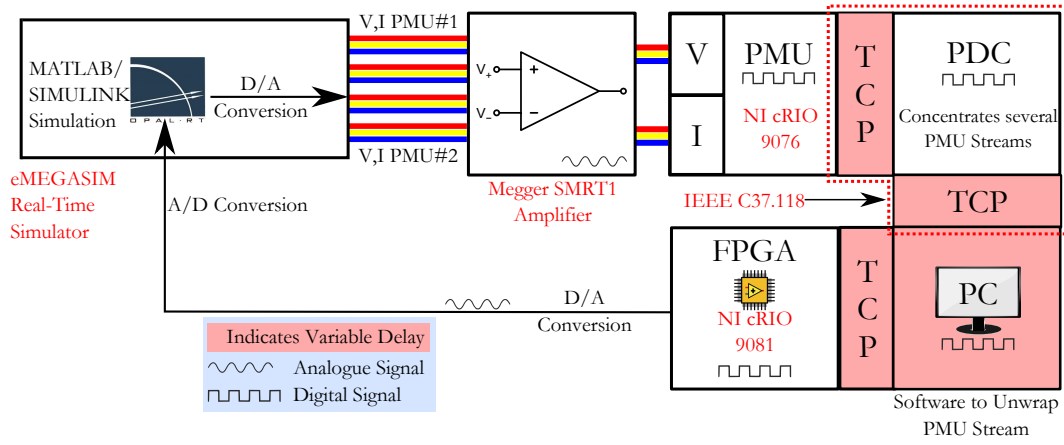 MATLAB/
SIMULINK
Simulation
OPAL-RT
D/A
Conversion
eMEGASIM
Real-Time
Simulator
V,I PMU#1
V,I PMU#2
V+
V−
+
−
Megger SMRT1
Amplifier
V
I
PMU
NI cRIO
9076
TCP
PDC
Concentrates several
PMU Streams
IEEE C37.118
TCP
A/D Conversion
FPGA
NI cRIO
9081
D/A
Conversion
TCP
PC
Software to Unwrap
PMU Stream
Indicates Variable Delay
Analogue Signal
Digital Signal